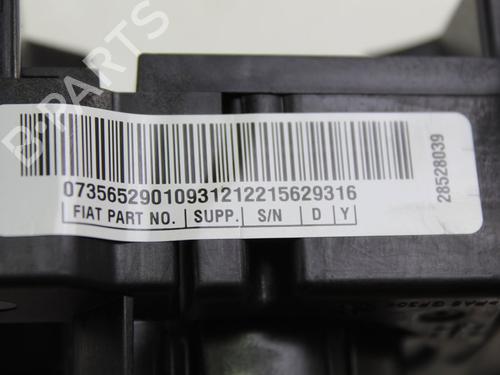 B-PARTS
07356529010931212215629316
FIAT PART NO. SUPP. S/N D Y
28528039